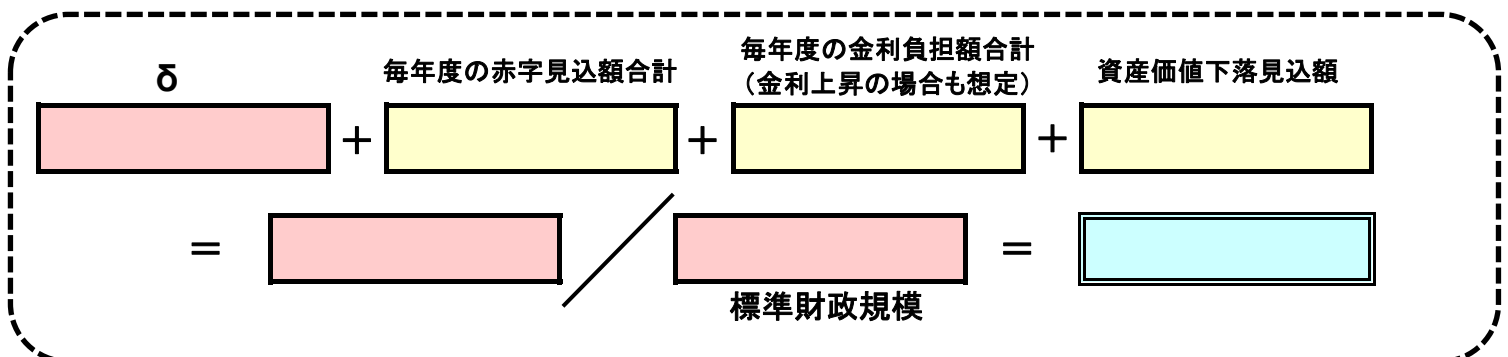 δ
毎年度の赤字見込額合計
毎年度の金利負担額合計
（金利上昇の場合も想定）
資産価値下落見込額
＋
＋
＋
＝
／
＝
標準財政規模